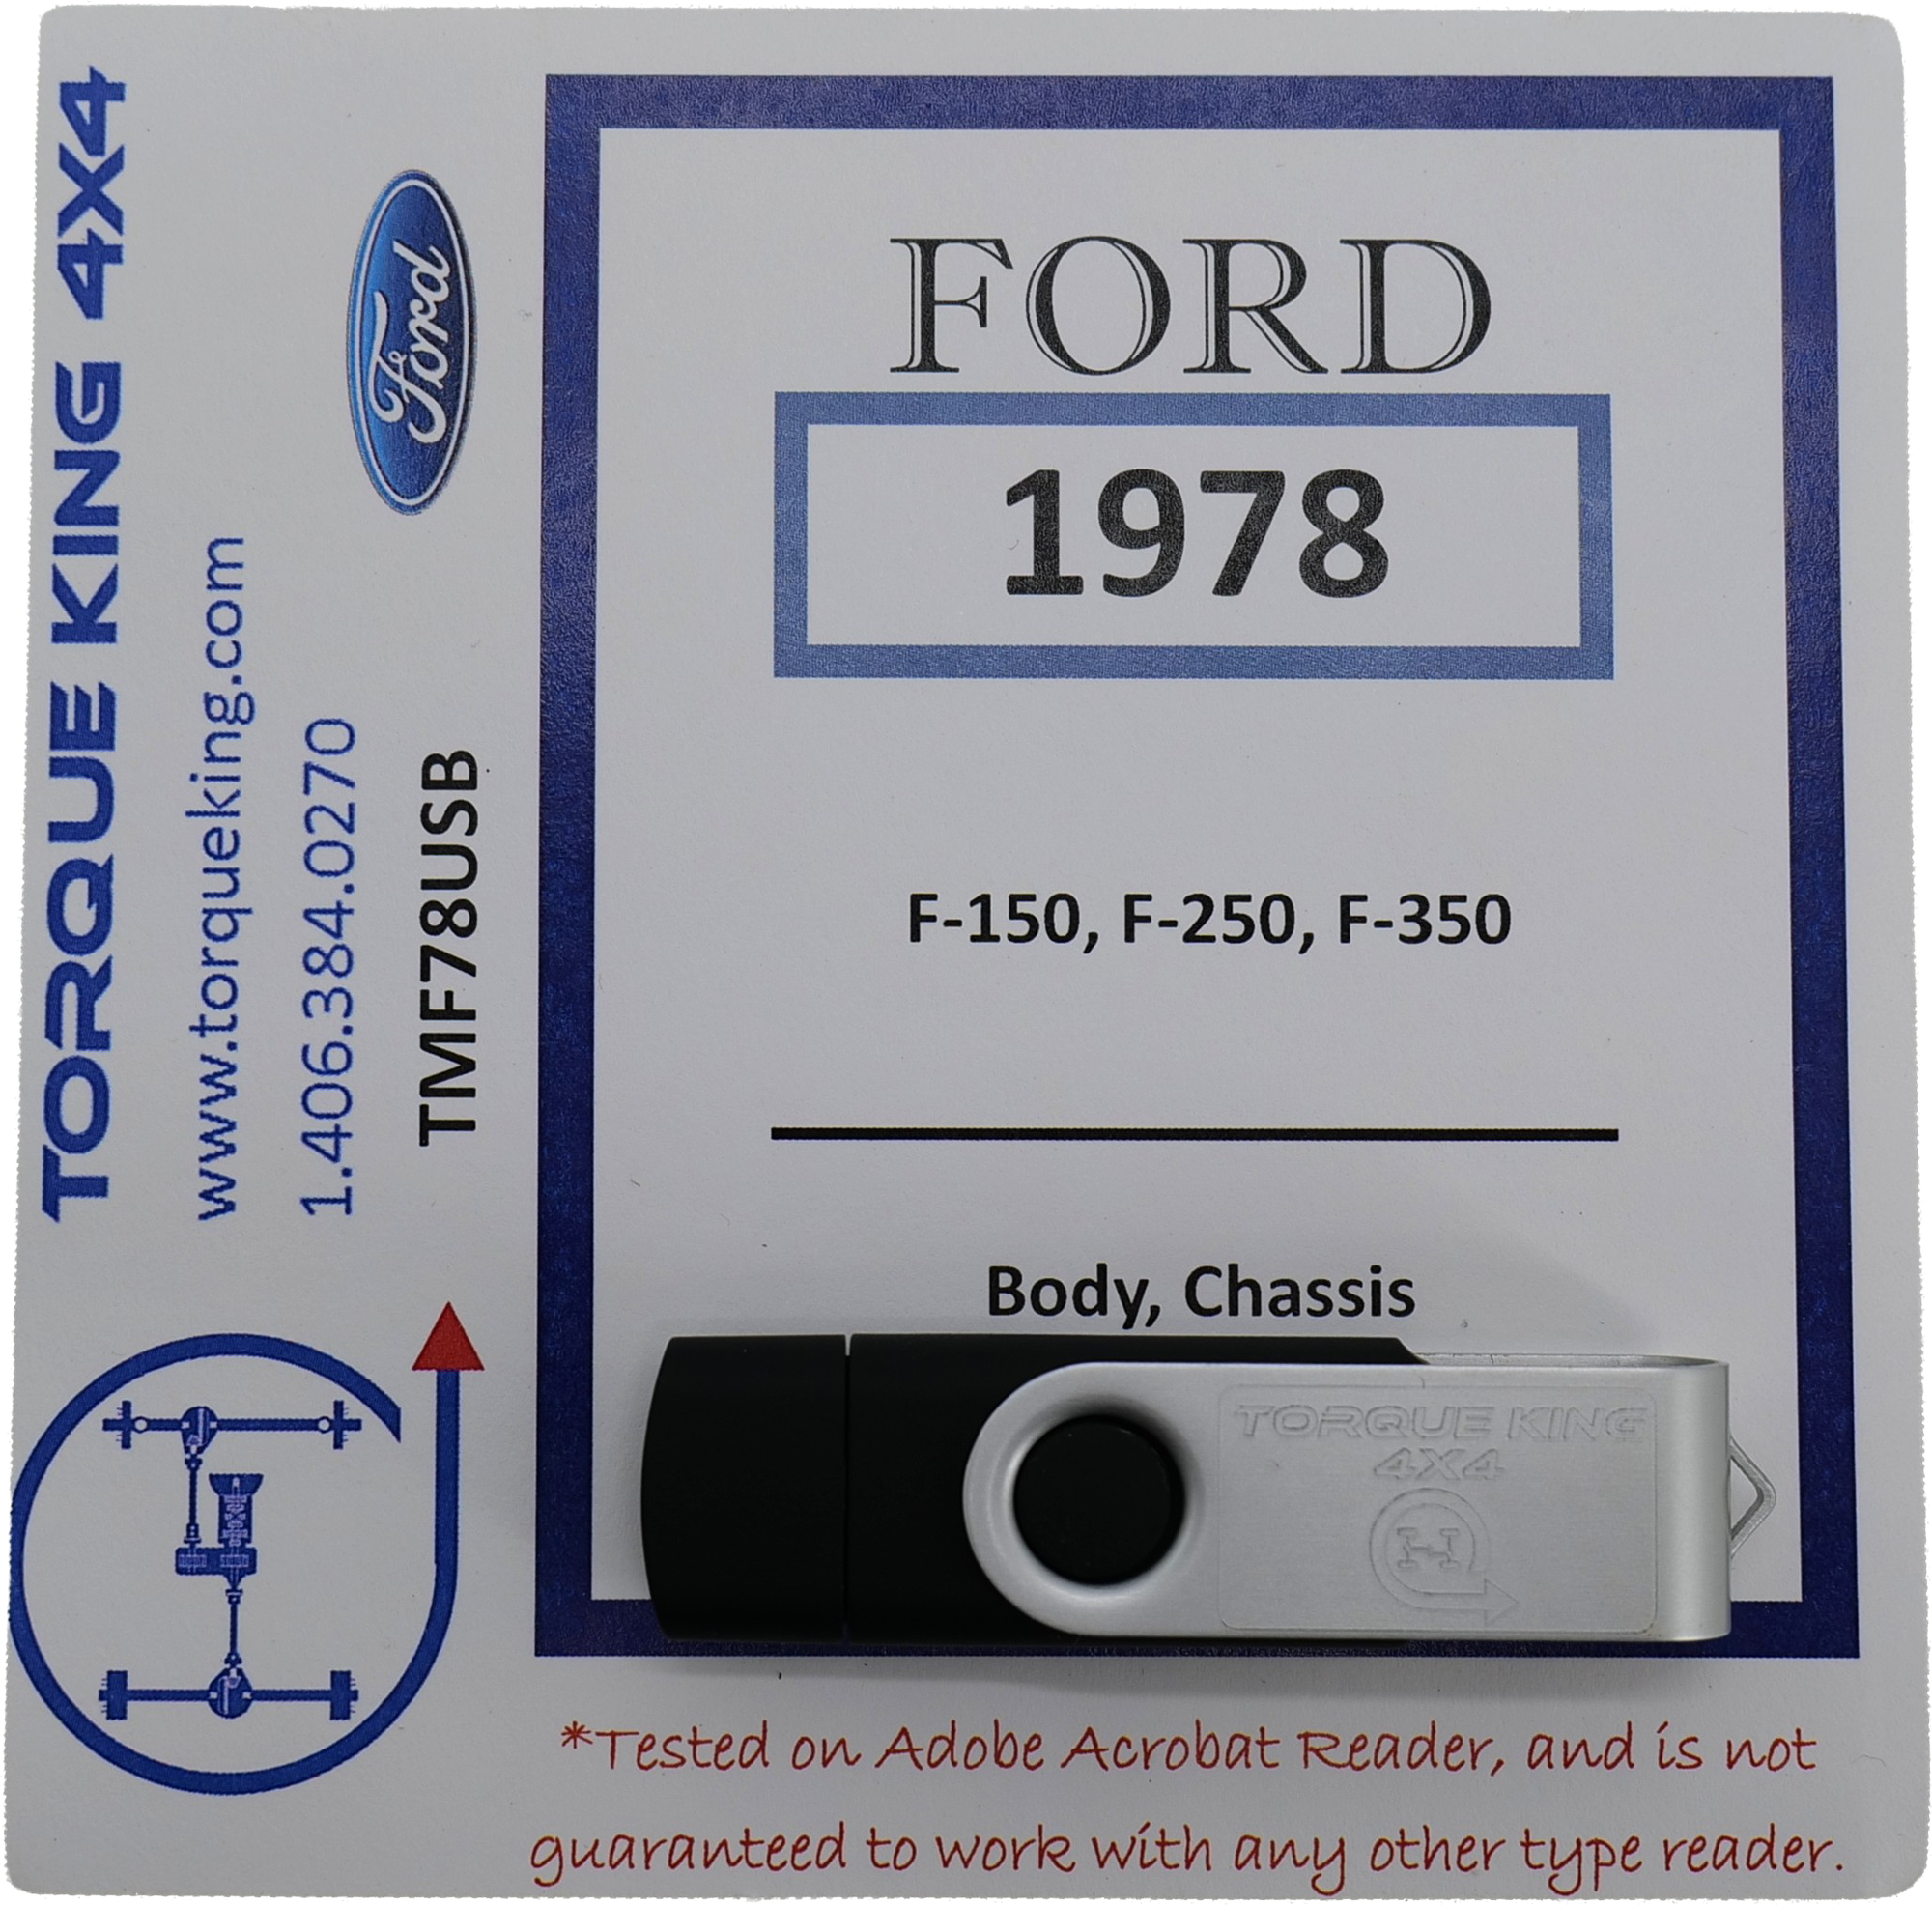 TORQUE KING 4X4
www.torqueking.com
1.406.384.0270
Ford
TMF78USB
FORD
1978
F-150, F-250, F-350
Body, Chassis
TORQUE KING
4X4
*Tested on Adobe Acrobat Reader, and is not
guaranteed to work with any other type reader.